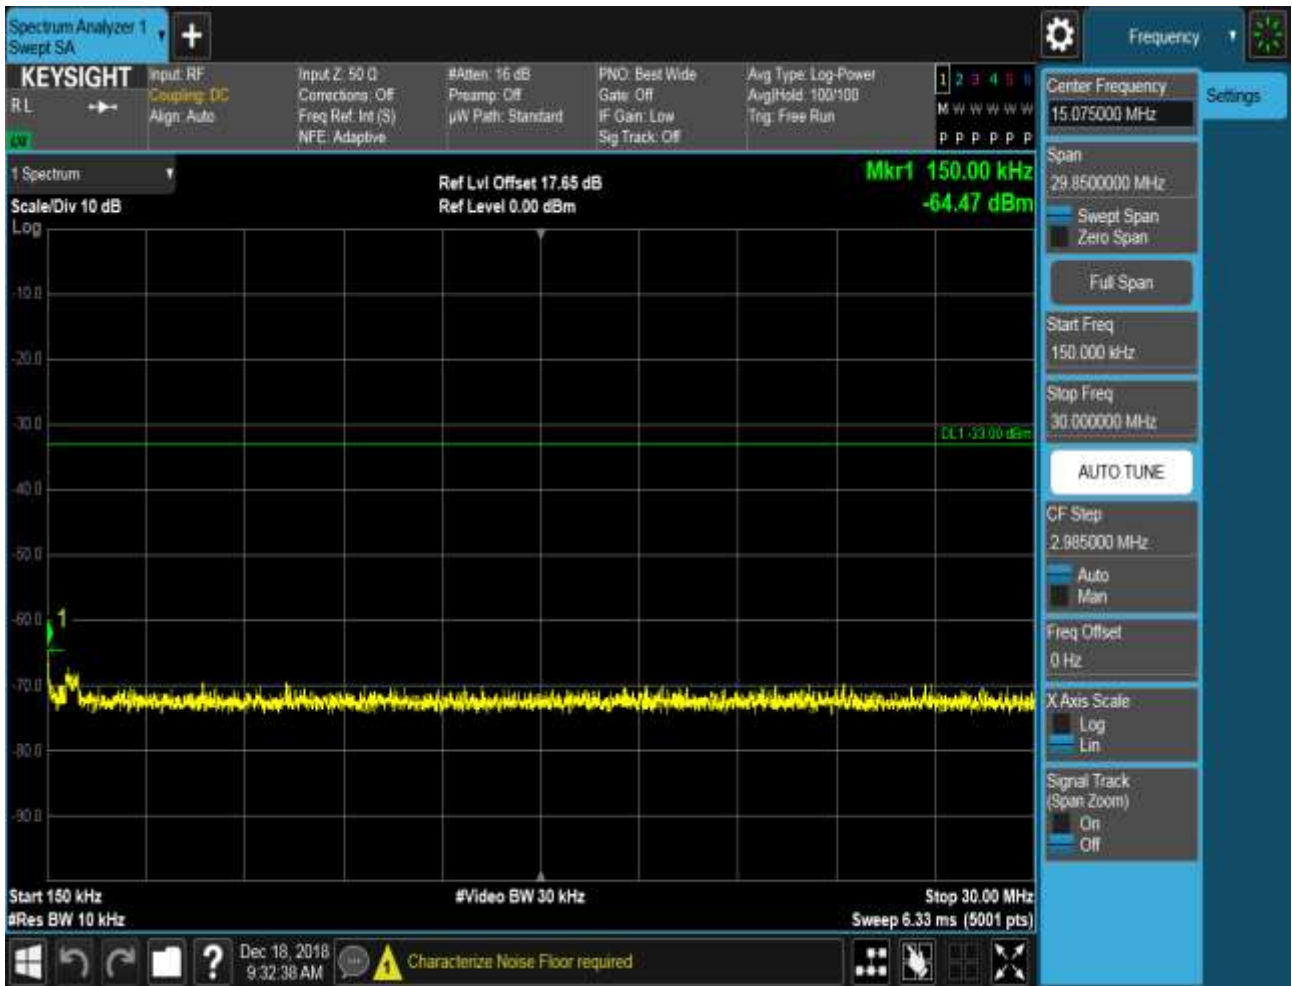 Spectrum Analyzer 1
Swept SA
Frequency
KEYSIGHT
R L
Input: RF
Coupling: DC
Align: Auto
Input Z: 50 Ω
Corrections: Off
Freq Ref: Int (S)
NFE: Adaptive
#Atten: 16 dB
Preamp: Off
µW Path: Standard
PNO: Best Wide
Gate: Off
IF Gain: Low
Sig Track: Off
Avg Type: Log-Power
Avg|Hold: 100/100
Trig: Free Run
1 2 3 4 5 6
M W W W W W
P P P P P P
1 Spectrum
Scale/Div 10 dB
Log
Ref Lvl Offset 17.65 dB
Ref Level 0.00 dBm
Mkr1 150.00 kHz
-64.47 dBm
-10.0
-20.0
-30.0
DL1 -33.00 dBm
-40.0
-50.0
-60.0
1
-70.0
-80.0
-90.0
Start 150 kHz
#Res BW 10 kHz
#Video BW 30 kHz
Stop 30.00 MHz
Sweep 6.33 ms (5001 pts)
Dec 18, 2018
9:32:38 AM
Characterize Noise Floor required
Center Frequency
15.075000 MHz
Settings
Span
29.8500000 MHz
Swept Span
Zero Span
Full Span
Start Freq
150.000 kHz
Stop Freq
30.000000 MHz
AUTO TUNE
CF Step
2.985000 MHz
Auto
Man
Freq Offset
0 Hz
X Axis Scale
Log
Lin
Signal Track
(Span Zoom)
On
Off